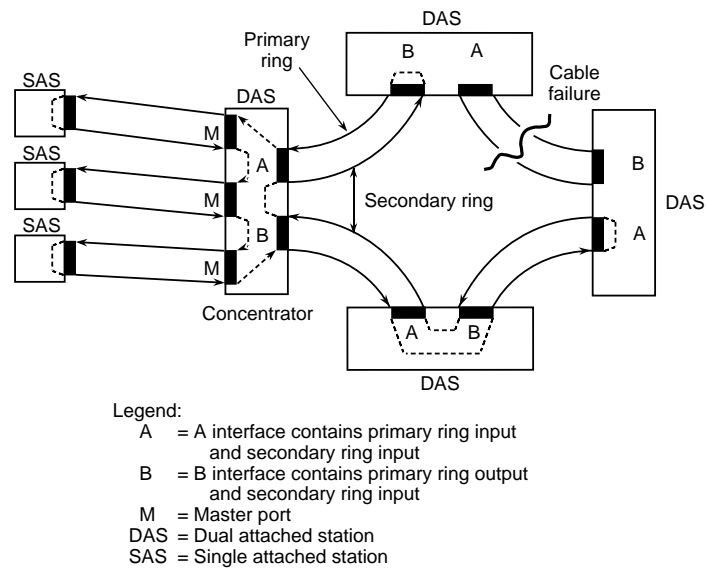 DAS
Primary
ring
B A
Cable
failure
SAS
DAS
M
A
SAS
B
DAS
Secondary ring
SAS
B
A
M
Concentrator
A B
DAS
Legend:
A = A interface contains primary ring input
and secondary ring input
B = B interface contains primary ring output
and secondary ring input
M = Master port
DAS = Dual attached station
SAS = Single attached station